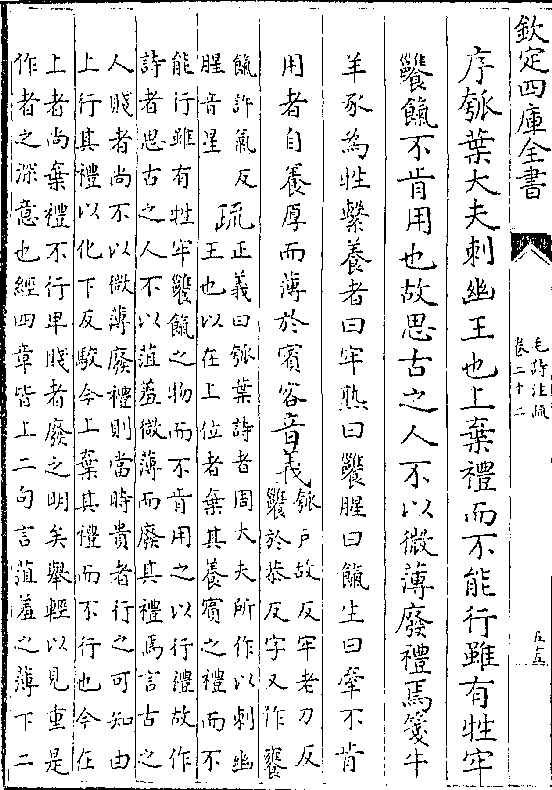 欽定四庫全書
毛詩注疏
卷二十二
五十五
序瓠葉大夫刺幽王也上棄禮而不能行雖有牲牢
饔餼不肯用也故思古之人不以微薄廢禮焉箋牛
羊豕為牲繫養者曰牢熟曰饔腥曰餼生曰牽不肯
用者自養厚而薄於賓客音義
瓠戶故反牢老刀反
饔於恭反字又作饔
餼許氣反
腥音星
疏
正義曰瓠葉詩者周大夫所作以刺幽
王也以在上位者棄其養賓之禮而不
能行雖有牲牢饔餼之物而不肯用之以行禮故作
詩者思古之人不以菹羞微薄而廢其禮焉言古之
人賤者尚不以微薄廢禮則當時貴者行之可知由
上行其禮以化下反駮今上棄其禮而不行也今在
上者尚棄禮不行卑賤者廢之明矣舉輕以見重是
作者之深意也經四章皆上二句言菹羞之薄下二